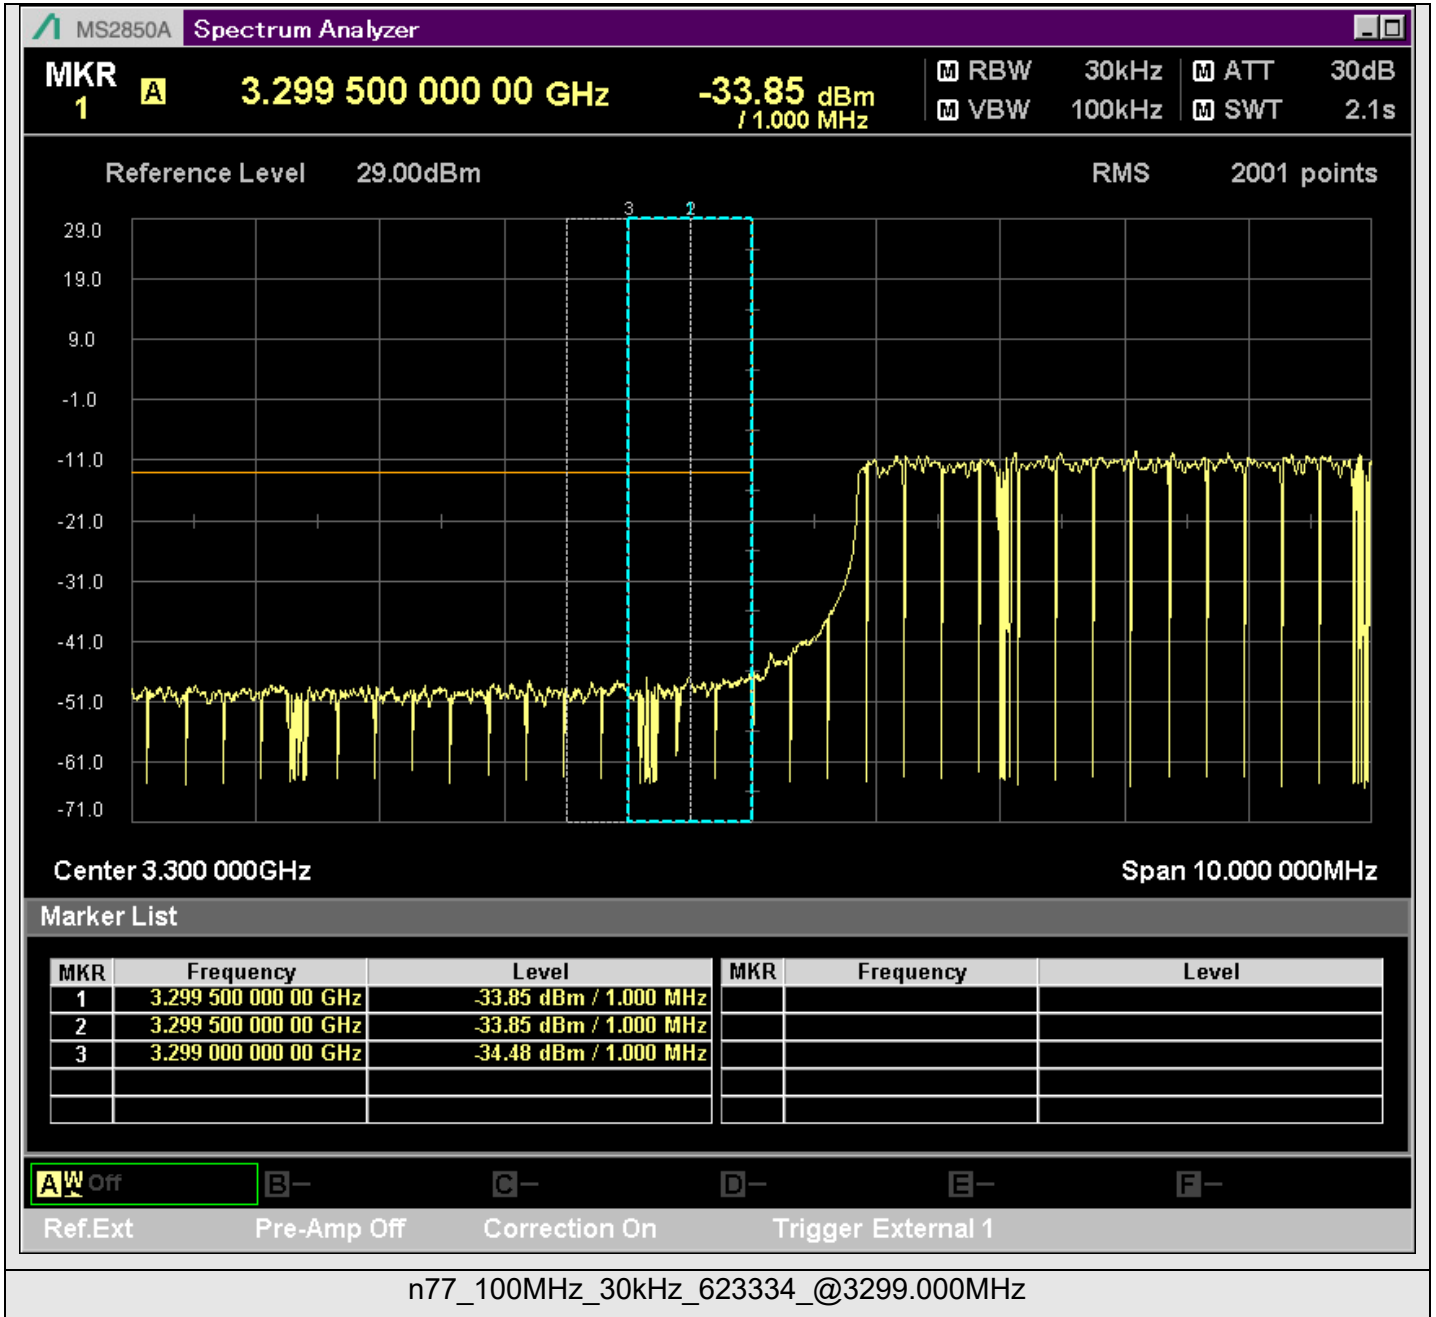 MS2850A Spectrum Analyzer
MKR 1 A 3.299 500 000 00 GHz -33.85 dBm / 1.000 MHz
M RBW 30kHz M ATT 30dB
M VBW 100kHz M SWT 2.1s
Reference Level 29.00dBm RMS 2001 points
3 2
29.0
19.0
9.0
-1.0
-11.0
-21.0
-31.0
-41.0
-51.0
-61.0
-71.0
Center 3.300 000GHz Span 10.000 000MHz
Marker List
MKR Frequency Level MKR Frequency Level
1 3.299 500 000 00 GHz -33.85 dBm / 1.000 MHz
2 3.299 500 000 00 GHz -33.85 dBm / 1.000 MHz
3 3.299 000 000 00 GHz -34.48 dBm / 1.000 MHz
A W Off B - C - D - E - F -
Ref.Ext Pre-Amp Off Correction On Trigger External 1
n77_100MHz_30kHz_623334_@3299.000MHz